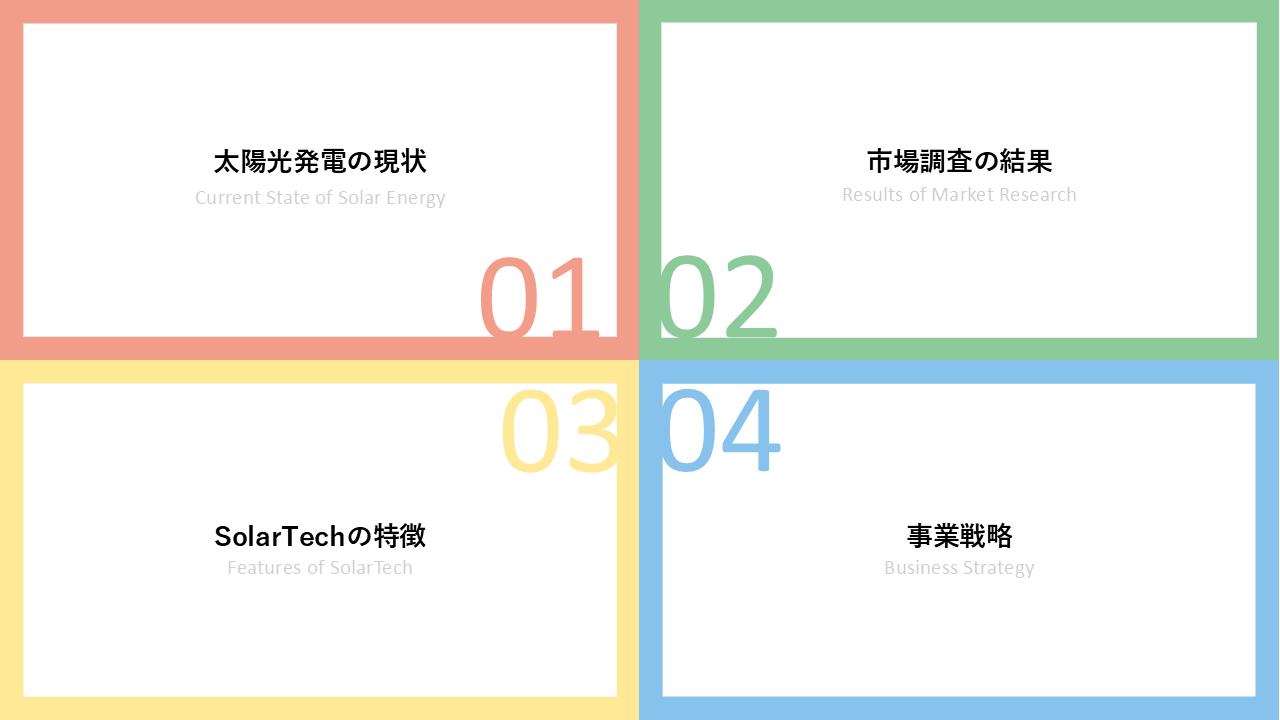 太陽光発電の現状
Current State of Solar Energy
01
市場調査の結果
Results of Market Research
02
03
SolarTechの特徴
Features of SolarTech
04
事業戦略
Business Strategy